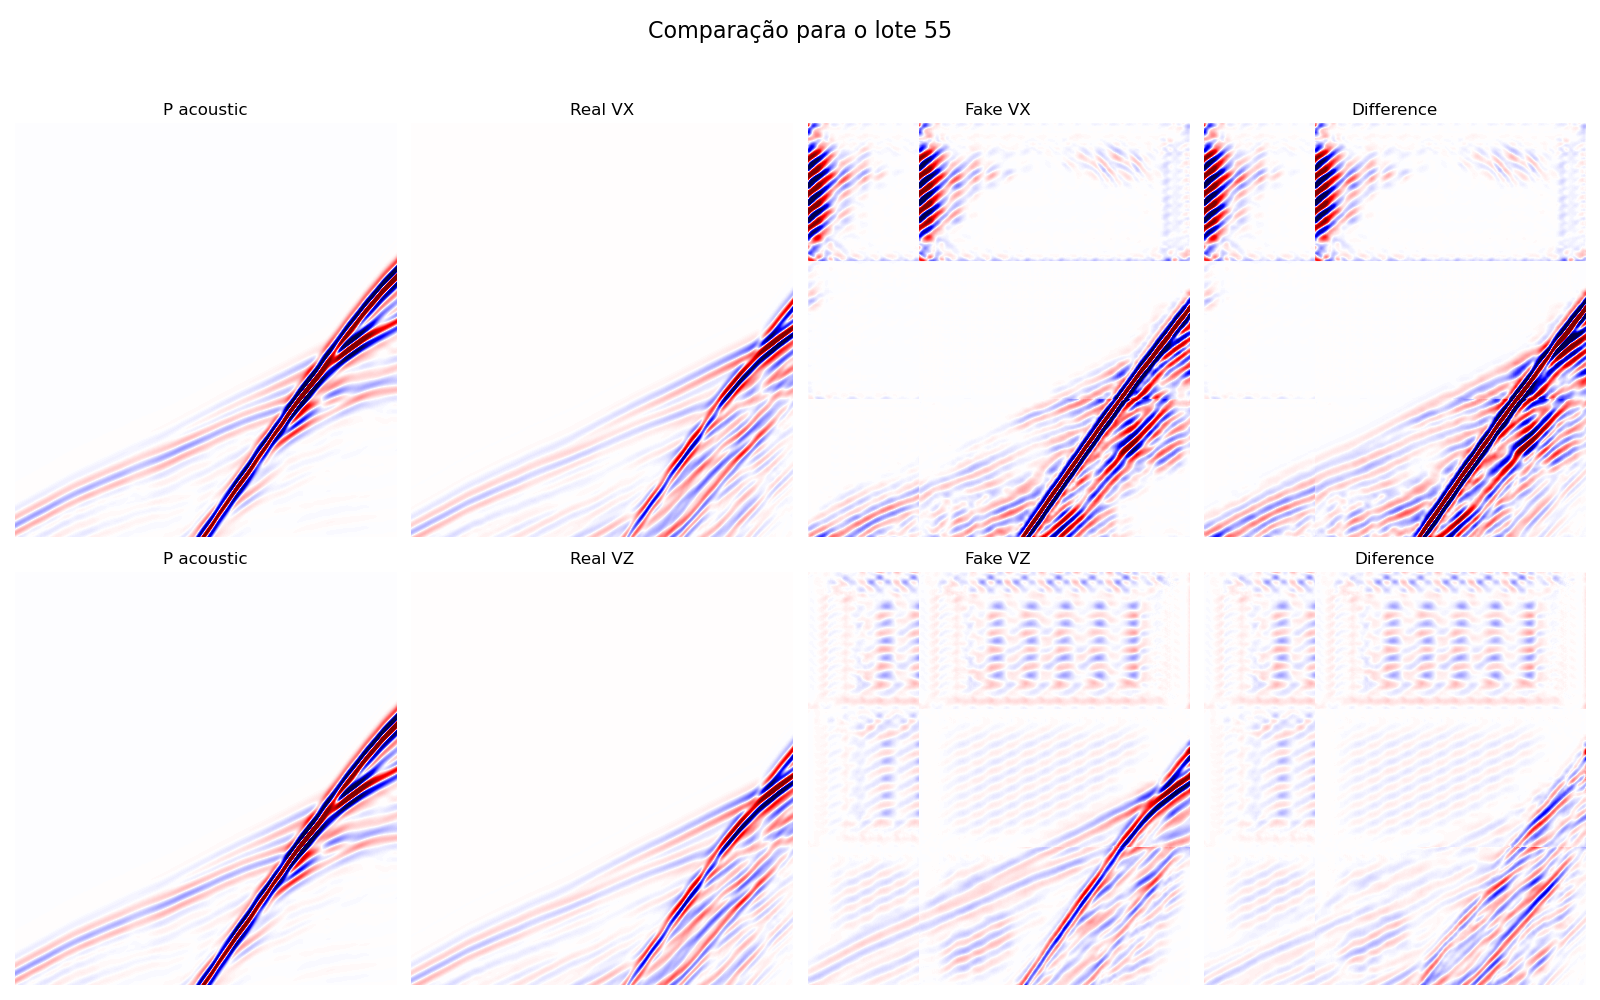 Comparação para o lote 55
P acoustic
Real VX
Fake VX
Difference
P acoustic
Real VZ
Fake VZ
Diference